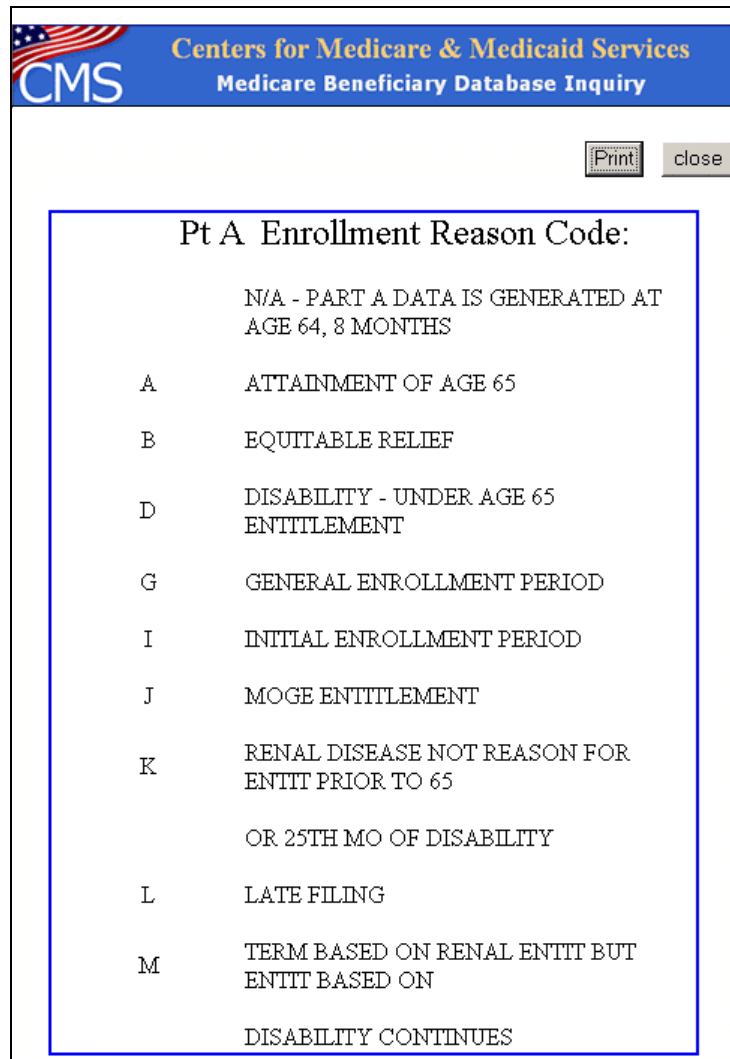 CMS
Centers for Medicare & Medicaid Services
Medicare Beneficiary Database Inquiry
Print close
Pt A Enrollment Reason Code:
N/A - PART A DATA IS GENERATED AT
AGE 64, 8 MONTHS
A ATTAINMENT OF AGE 65
B EQUITABLE RELIEF
D DISABILITY - UNDER AGE 65
ENTITLEMENT
G GENERAL ENROLLMENT PERIOD
I INITIAL ENROLLMENT PERIOD
J MOGE ENTITLEMENT
K RENAL DISEASE NOT REASON FOR
ENTIT PRIOR TO 65
OR 25TH MO OF DISABILITY
L LATE FILING
M TERM BASED ON RENAL ENTIT BUT
ENTIT BASED ON
DISABILITY CONTINUES